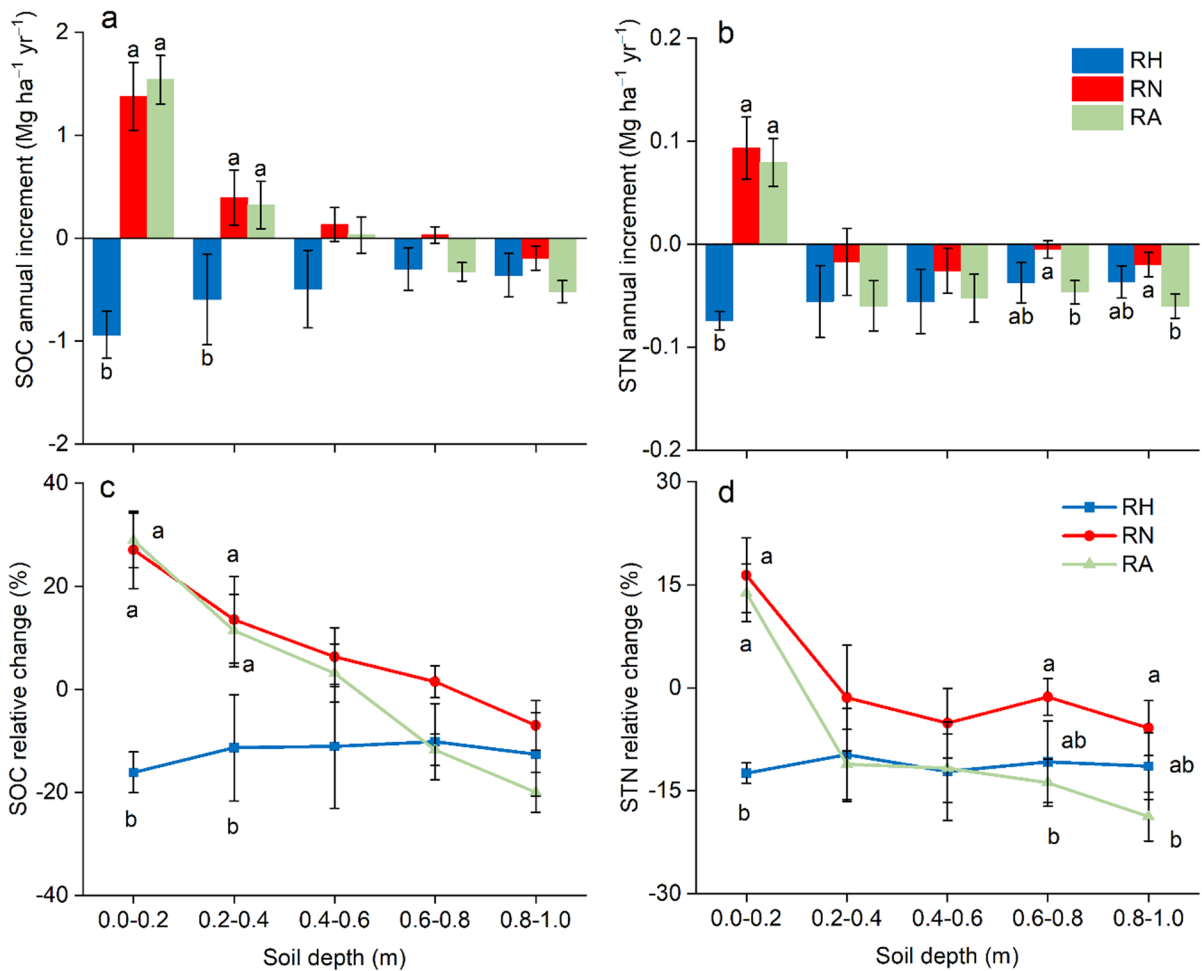 a
SOC annual increment (Mg ha⁻¹ yr⁻¹)
2
1
0
-1
-2
a
a
a
a
b
b
b
STN annual increment (Mg ha⁻¹ yr⁻¹)
0.2
0.1
0.0
-0.1
-0.2
RH
RN
RA
a
a
b
ab
a
b
ab
a
b
c
SOC relative change (%)
40
20
0
-20
-40
a
a
a
a
b
b
0.0-0.2
0.2-0.4
0.4-0.6
0.6-0.8
0.8-1.0
Soil depth (m)
d
STN relative change (%)
30
15
0
-15
-30
RH
RN
RA
a
a
a
a
ab
ab
b
b
b
0.0-0.2
0.2-0.4
0.4-0.6
0.6-0.8
0.8-1.0
Soil depth (m)